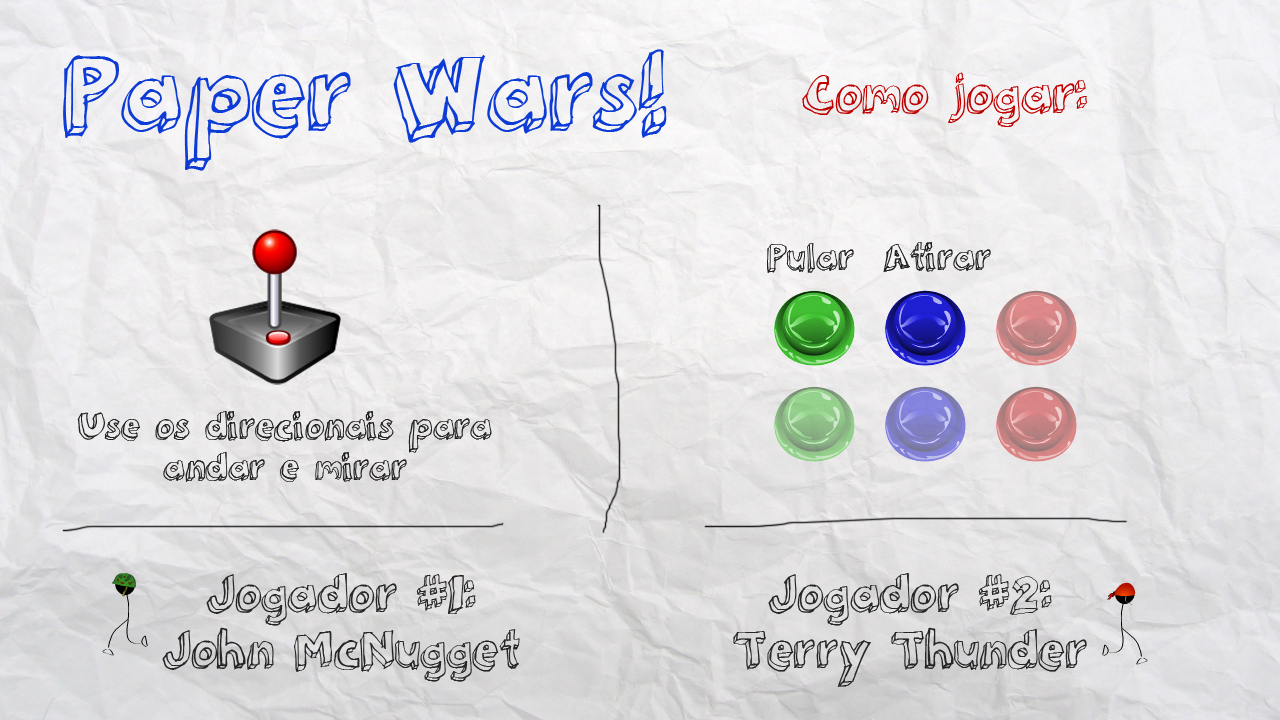 Paper Wars!
Como jogar:
Pular Atirar
Use os direcionais para
andar e mirar
Jogador #1:
John McNugget
Jogador #2:
Terry Thunder